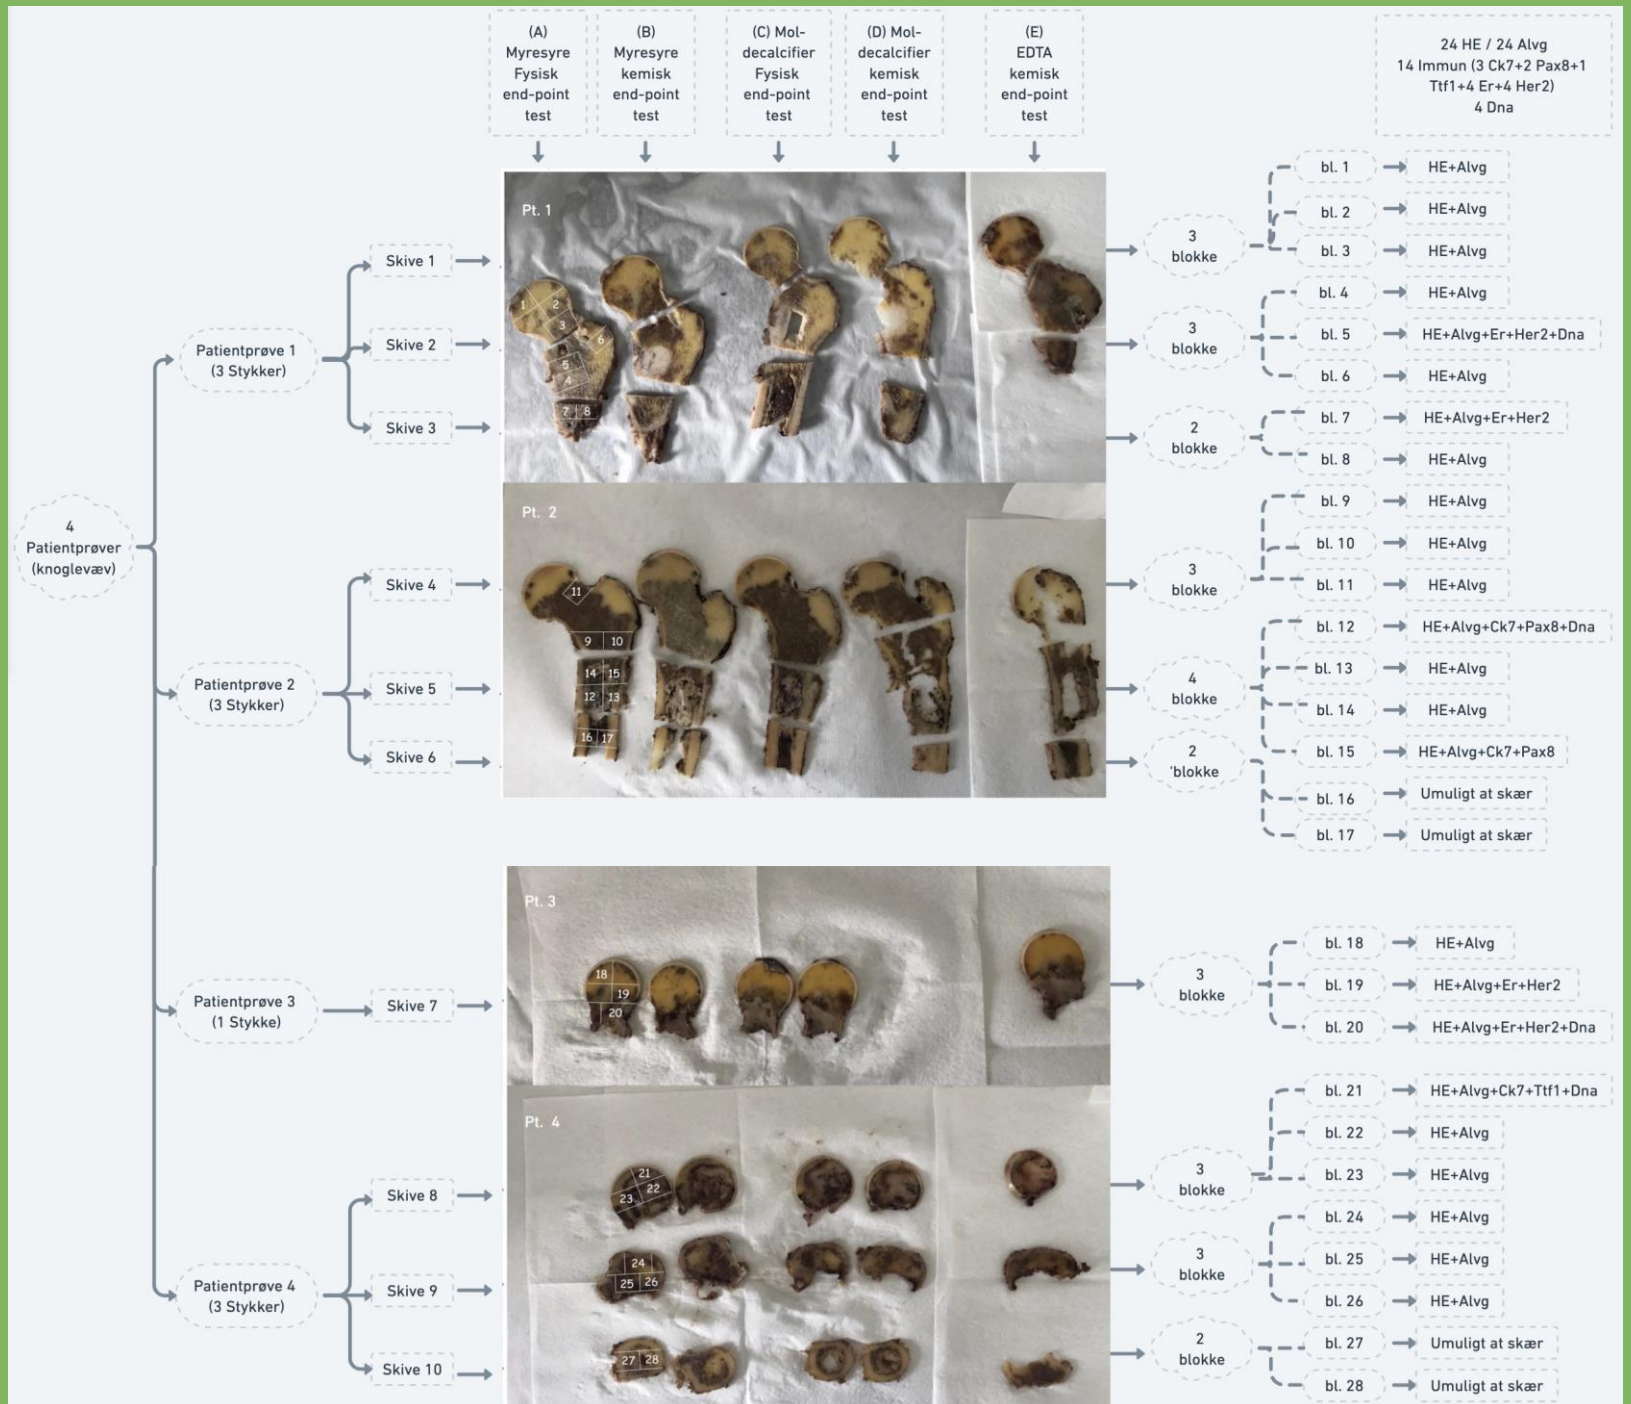 (A)
Myresyre
Fysisk
end-point
test
(B)
Myresyre
kemisk
end-point
test
(C) Mol-
decalcifier
Fysisk
end-point
test
(D) Mol-
decalcifier
kemisk
end-point
test
(E)
EDTA
kemisk
end-point
test
24 HE / 24 Alvg
14 Immun (3 Ck7+2 Pax8+1
Ttf1+4 Er+4 Her2)
4 Dna
4
Patientprøver
(knoglevæv)
Patientprøve 1
(3 Stykker)
Skive 1
Skive 2
Skive 3
Pt. 1
1
2
3
6
5
4
7
8
3
blokke
bl. 1
HE+Alvg
bl. 2
HE+Alvg
bl. 3
HE+Alvg
3
blokke
bl. 4
HE+Alvg
bl. 5
HE+Alvg+Er+Her2+Dna
bl. 6
HE+Alvg
2
blokke
bl. 7
HE+Alvg+Er+Her2
bl. 8
HE+Alvg
Patientprøve 2
(3 Stykker)
Skive 4
Skive 5
Skive 6
Pt. 2
11
9
10
14
15
12
13
16
17
3
blokke
bl. 9
HE+Alvg
bl. 10
HE+Alvg
bl. 11
HE+Alvg
4
blokke
bl. 12
HE+Alvg+Ck7+Pax8+Dna
bl. 13
HE+Alvg
bl. 14
HE+Alvg
bl. 15
HE+Alvg+Ck7+Pax8
2
'blokke
bl. 16
Umuligt at skær
bl. 17
Umuligt at skær
Patientprøve 3
(1 Stykke)
Skive 7
Pt. 3
18
19
20
3
blokke
bl. 18
HE+Alvg
bl. 19
HE+Alvg+Er+Her2
bl. 20
HE+Alvg+Er+Her2+Dna
Patientprøve 4
(3 Stykker)
Skive 8
Skive 9
Skive 10
Pt. 4
21
22
23
24
25
26
27
28
3
blokke
bl. 21
HE+Alvg+Ck7+Ttf1+Dna
bl. 22
HE+Alvg
bl. 23
HE+Alvg
3
blokke
bl. 24
HE+Alvg
bl. 25
HE+Alvg
bl. 26
HE+Alvg
2
blokke
bl. 27
Umuligt at skær
bl. 28
Umuligt at skær